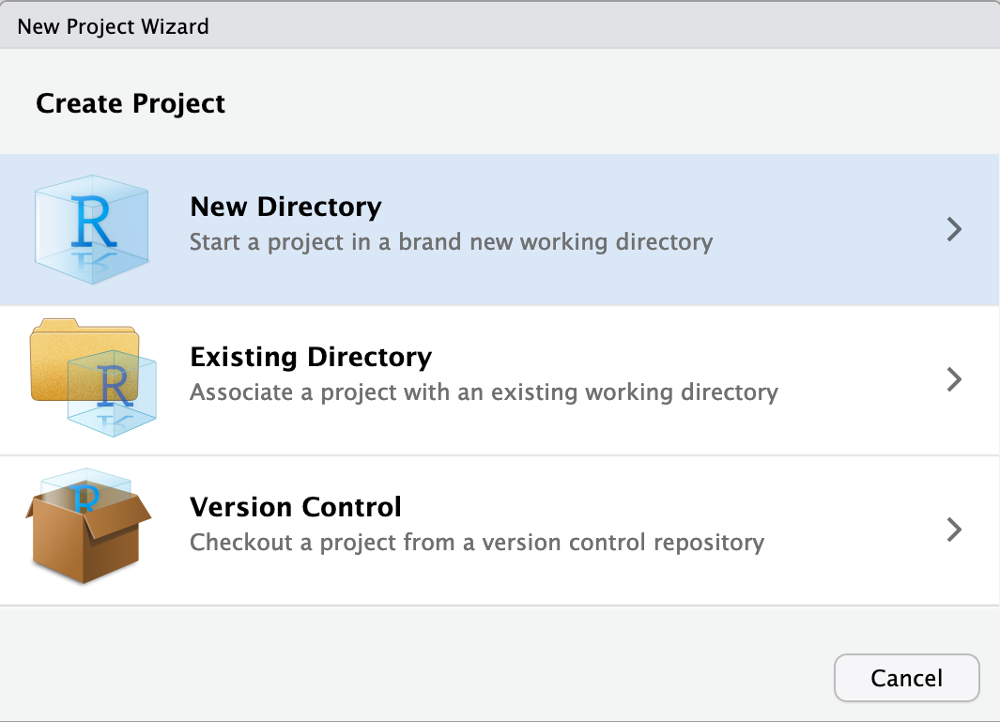 New Project Wizard
Create Project
R
New Directory
Start a project in a brand new working directory
R
Existing Directory
Associate a project with an existing working directory
R
Version Control
Checkout a project from a version control repository
Cancel